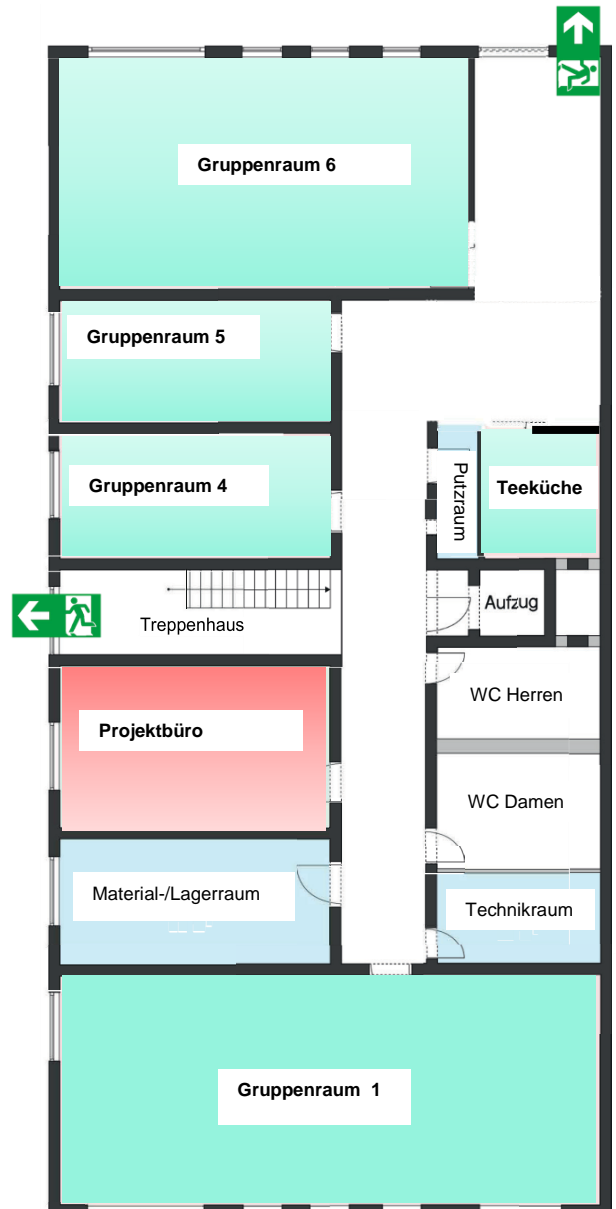 Gruppenraum 6
Gruppenraum 5
Gruppenraum 4
Putzraum
Teeküche
Aufzug
Treppenhaus
WC Herren
Projektbüro
WC Damen
Material-/Lagerraum
Technikraum
Gruppenraum 1